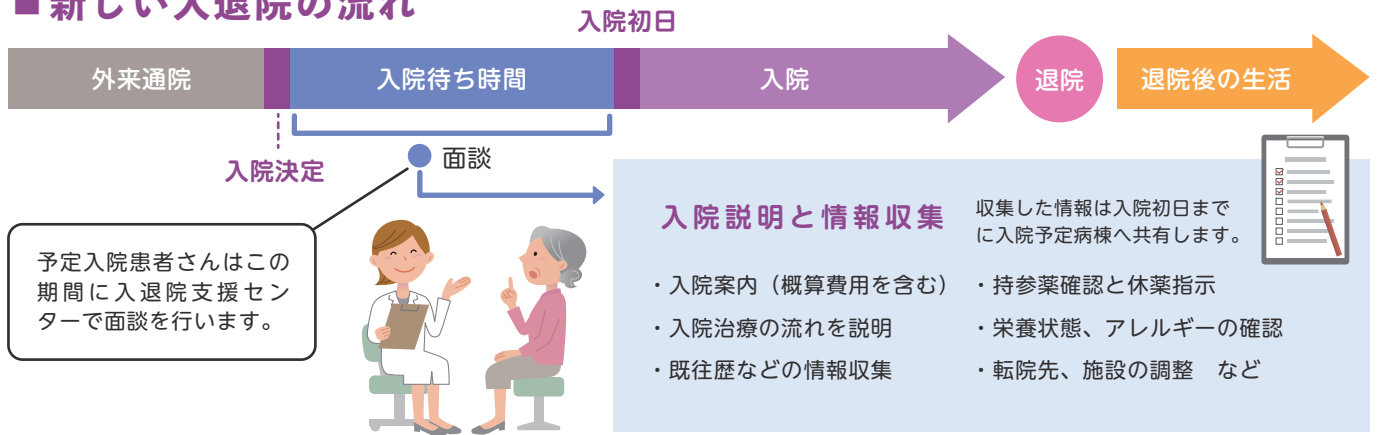 ■新しい入退院の流れ
入院初日
外来通院
入院待ち時間
入院
退院
退院後の生活
入院決定
面談
予定入院患者さんはこの
期間に入退院支援セン
ターで面談を行います。
入院説明と情報収集
収集した情報は入院初日まで
に入院予定病棟へ共有します。
・入院案内（概算費用を含む）
・入院治療の流れを説明
・既往歴などの情報収集
・持参薬確認と休薬指示
・栄養状態、アレルギーの確認
・転院先、施設の調整　など